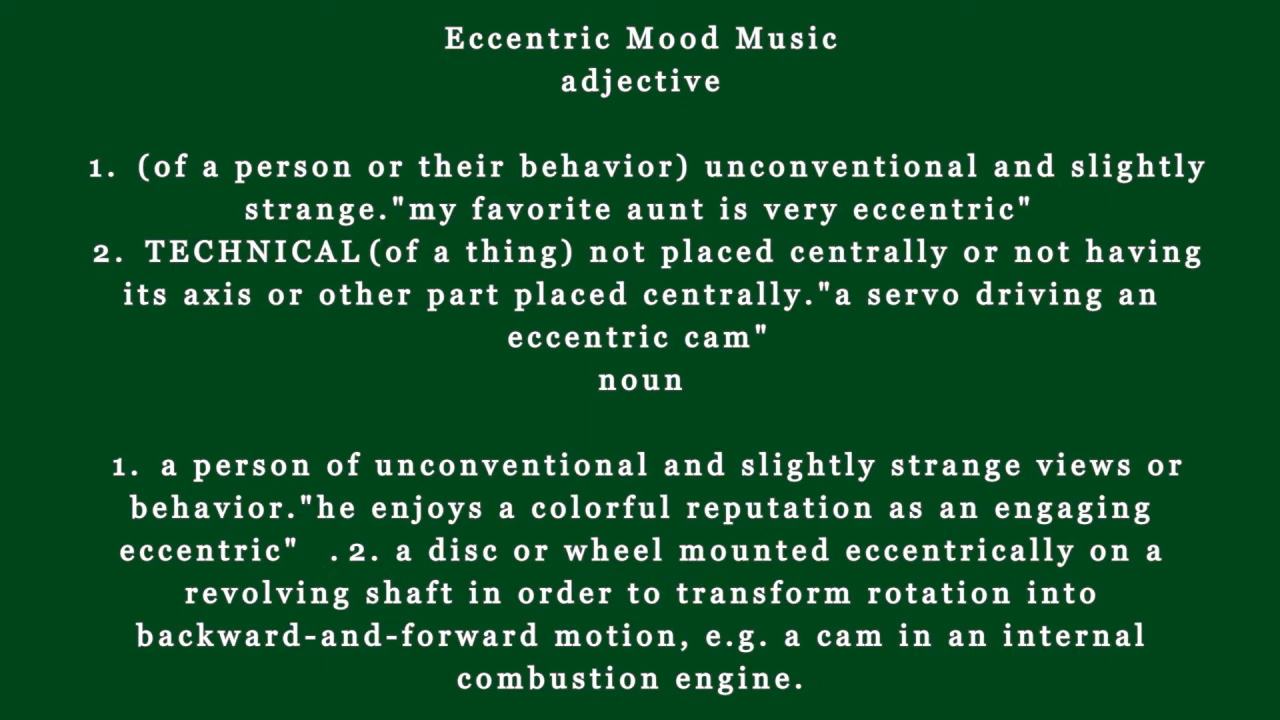 Eccentric Mood Music
adjective
1. (of a person or their behavior) unconventional and slightly
strange."my favorite aunt is very eccentric"
2. TECHNICAL (of a thing) not placed centrally or not having
its axis or other part placed centrally."a servo driving an
eccentric cam"
noun
1. a person of unconventional and slightly strange views or
behavior."he enjoys a colorful reputation as an engaging
eccentric" . 2. a disc or wheel mounted eccentrically on a
revolving shaft in order to transform rotation into
backward-and-forward motion, e.g. a cam in an internal
combustion engine.